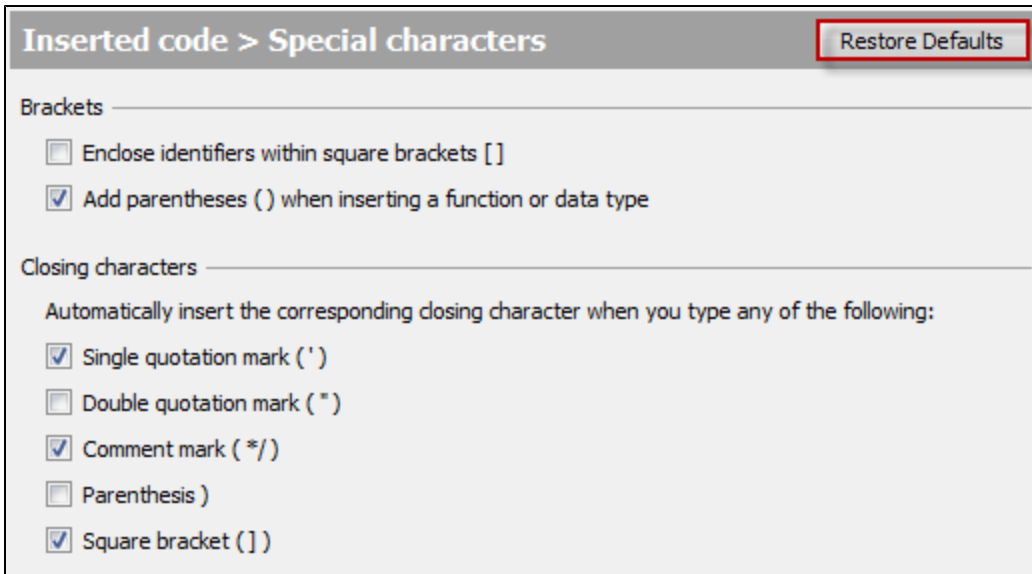 Inserted code > Special characters
Restore Defaults
Brackets
Enclose identifiers within square brackets [ ]
Add parentheses ( ) when inserting a function or data type
Closing characters
Automatically insert the corresponding closing character when you type any of the following:
Single quotation mark ( ' )
Double quotation mark ( " )
Comment mark ( */ )
Parenthesis )
Square bracket ( ] )